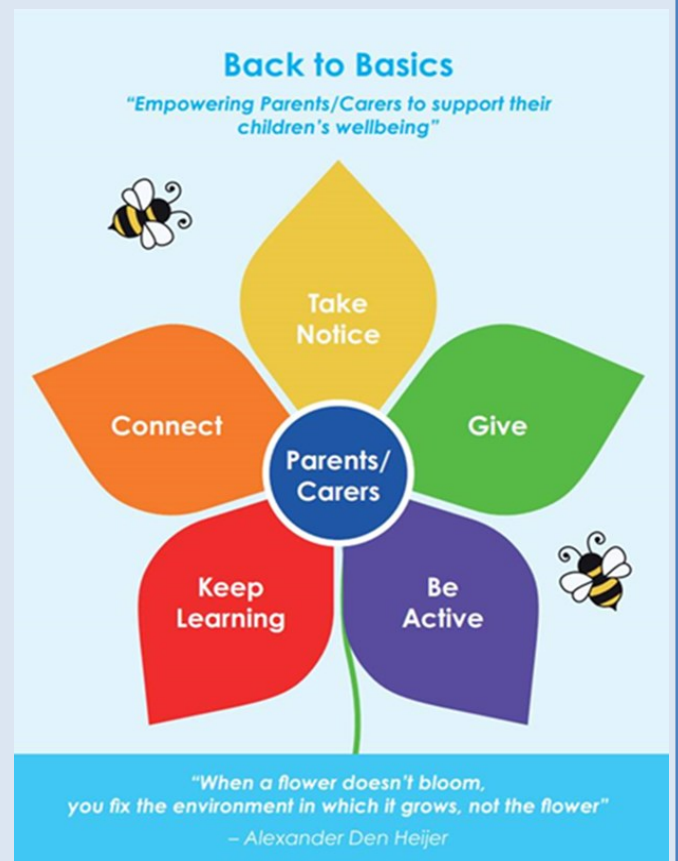 Back to Basics
“Empowering Parents/Carers to support their
children’s wellbeing”
Take
Notice
Connect
Give
Parents/
Carers
Keep
Learning
Be
Active
“When a flower doesn’t bloom,
you fix the environment in which it grows, not the flower”
– Alexander Den Heijer